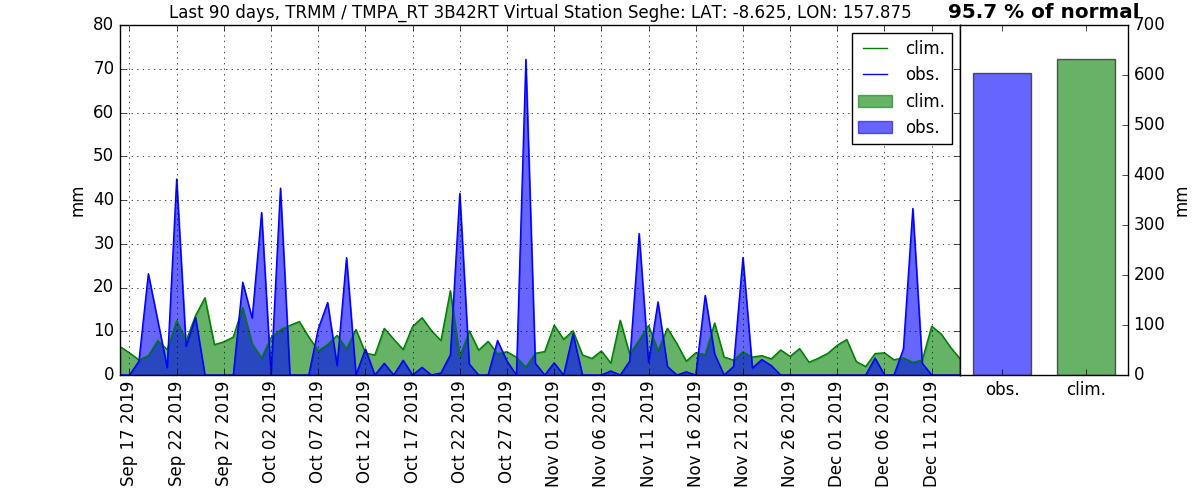 Last 90 days, TRMM / TMPA_RT 3B42RT Virtual Station Seghe: LAT: -8.625, LON: 157.875
95.7 % of normal
80
70
60
50
40
30
20
10
0
mm
clim.
obs.
clim.
obs.
700
600
500
400
300
200
100
0
mm
obs.
clim.
Sep 17 2019
Sep 22 2019
Sep 27 2019
Oct 02 2019
Oct 07 2019
Oct 12 2019
Oct 17 2019
Oct 22 2019
Oct 27 2019
Nov 01 2019
Nov 06 2019
Nov 11 2019
Nov 16 2019
Nov 21 2019
Nov 26 2019
Dec 01 2019
Dec 06 2019
Dec 11 2019